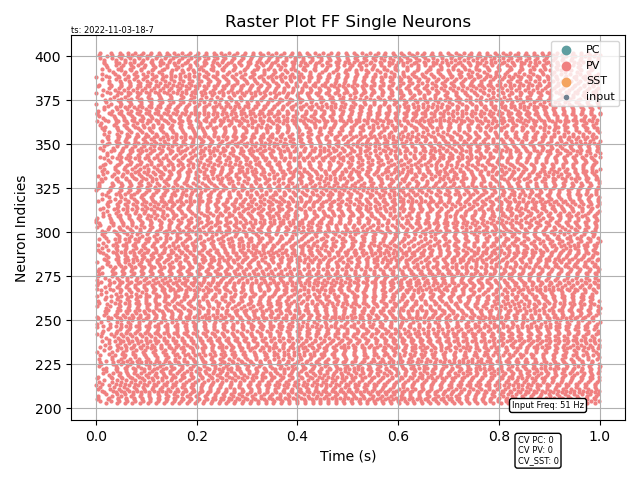 Raster Plot FF Single Neurons
ts: 2022-11-03-18-7
PC
PV
SST
input
400
375
350
325
300
275
250
225
200
Neuron Indicies
Input Freq: 51 Hz
0.0 0.2 0.4 0.6 0.8 1.0
Time (s)
CV PC: 0
CV PV: 0
CV_SST: 0